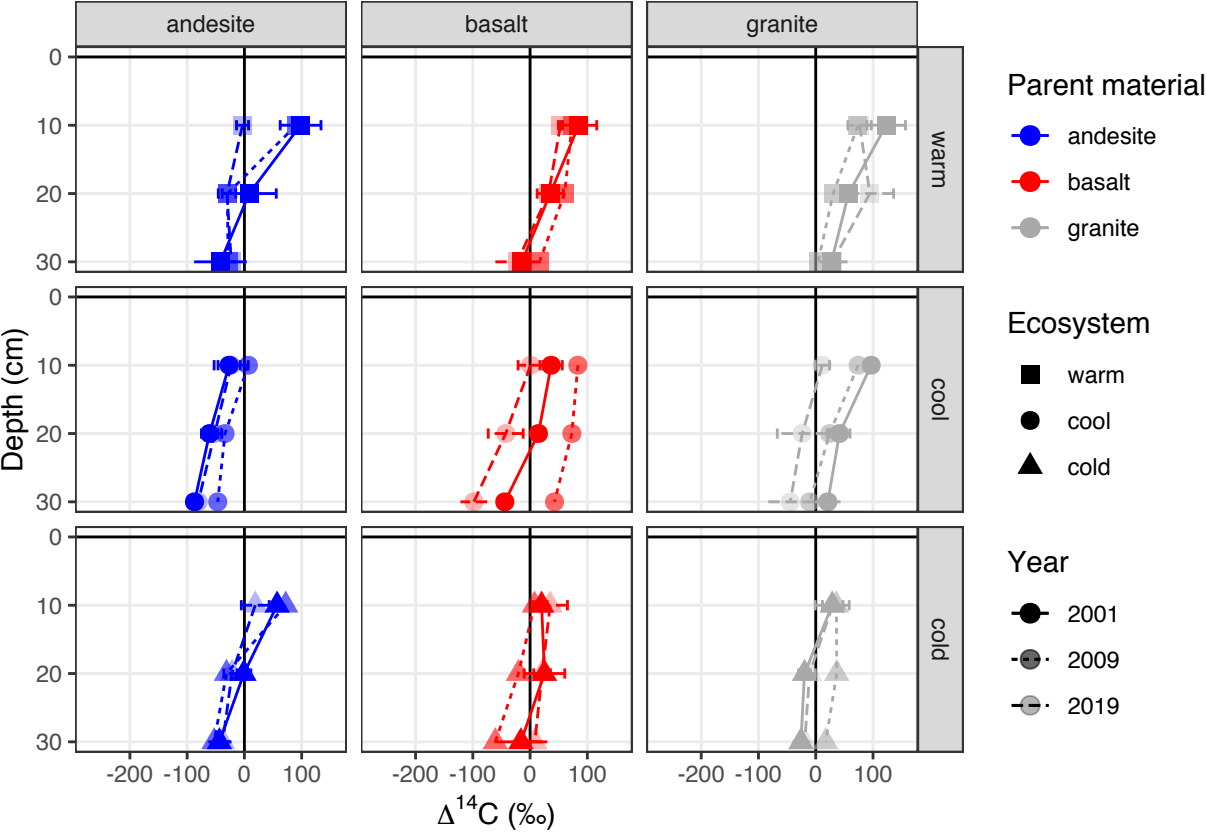 andesite basalt granite
0
10
20
30
warm
0
10
20
30
cool
0
10
20
30
cold
-200 -100 0 100 -200 -100 0 100 -200 -100 0 100
Depth (cm)
Δ¹⁴C (‰)
Parent material
andesite
basalt
granite
Ecosystem
warm
cool
cold
Year
2001
2009
2019